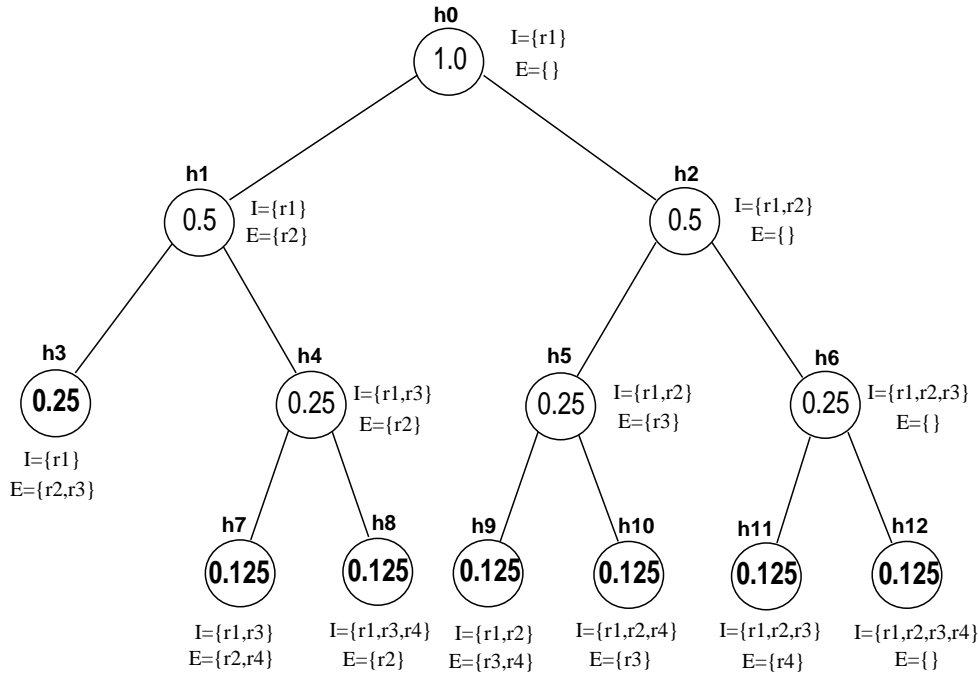 h0
1.0
I={r1}
E={}
h1
0.5
I={r1}
E={r2}
h2
0.5
I={r1,r2}
E={}
h3
0.25
I={r1}
E={r2,r3}
h4
0.25
I={r1,r3}
E={r2}
h5
0.25
I={r1,r2}
E={r3}
h6
0.25
I={r1,r2,r3}
E={}
h7
0.125
I={r1,r3}
E={r2,r4}
h8
0.125
I={r1,r3,r4}
E={r2}
h9
0.125
I={r1,r2}
E={r3,r4}
h10
0.125
I={r1,r2,r4}
E={r3}
h11
0.125
I={r1,r2,r3}
E={r4}
h12
0.125
I={r1,r2,r3,r4}
E={}